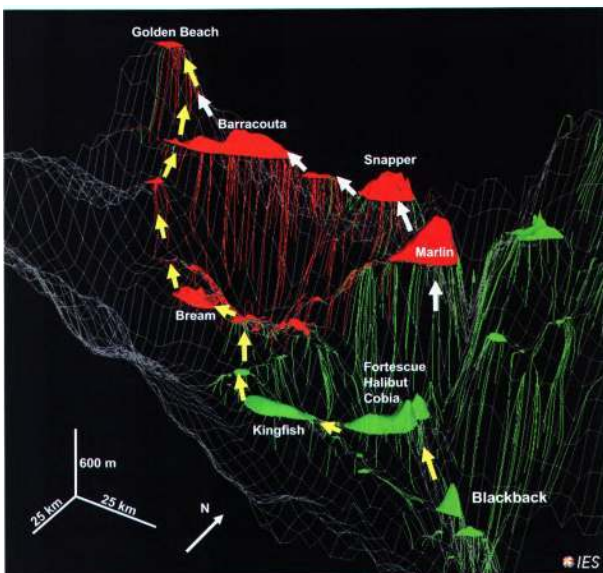 Golden Beach
Barracouta
Snapper
Marlin
Bream
Fortescue
Halibut
Cobia
Kingfish
Blackback
600 m
25 km
25 km
N
IES